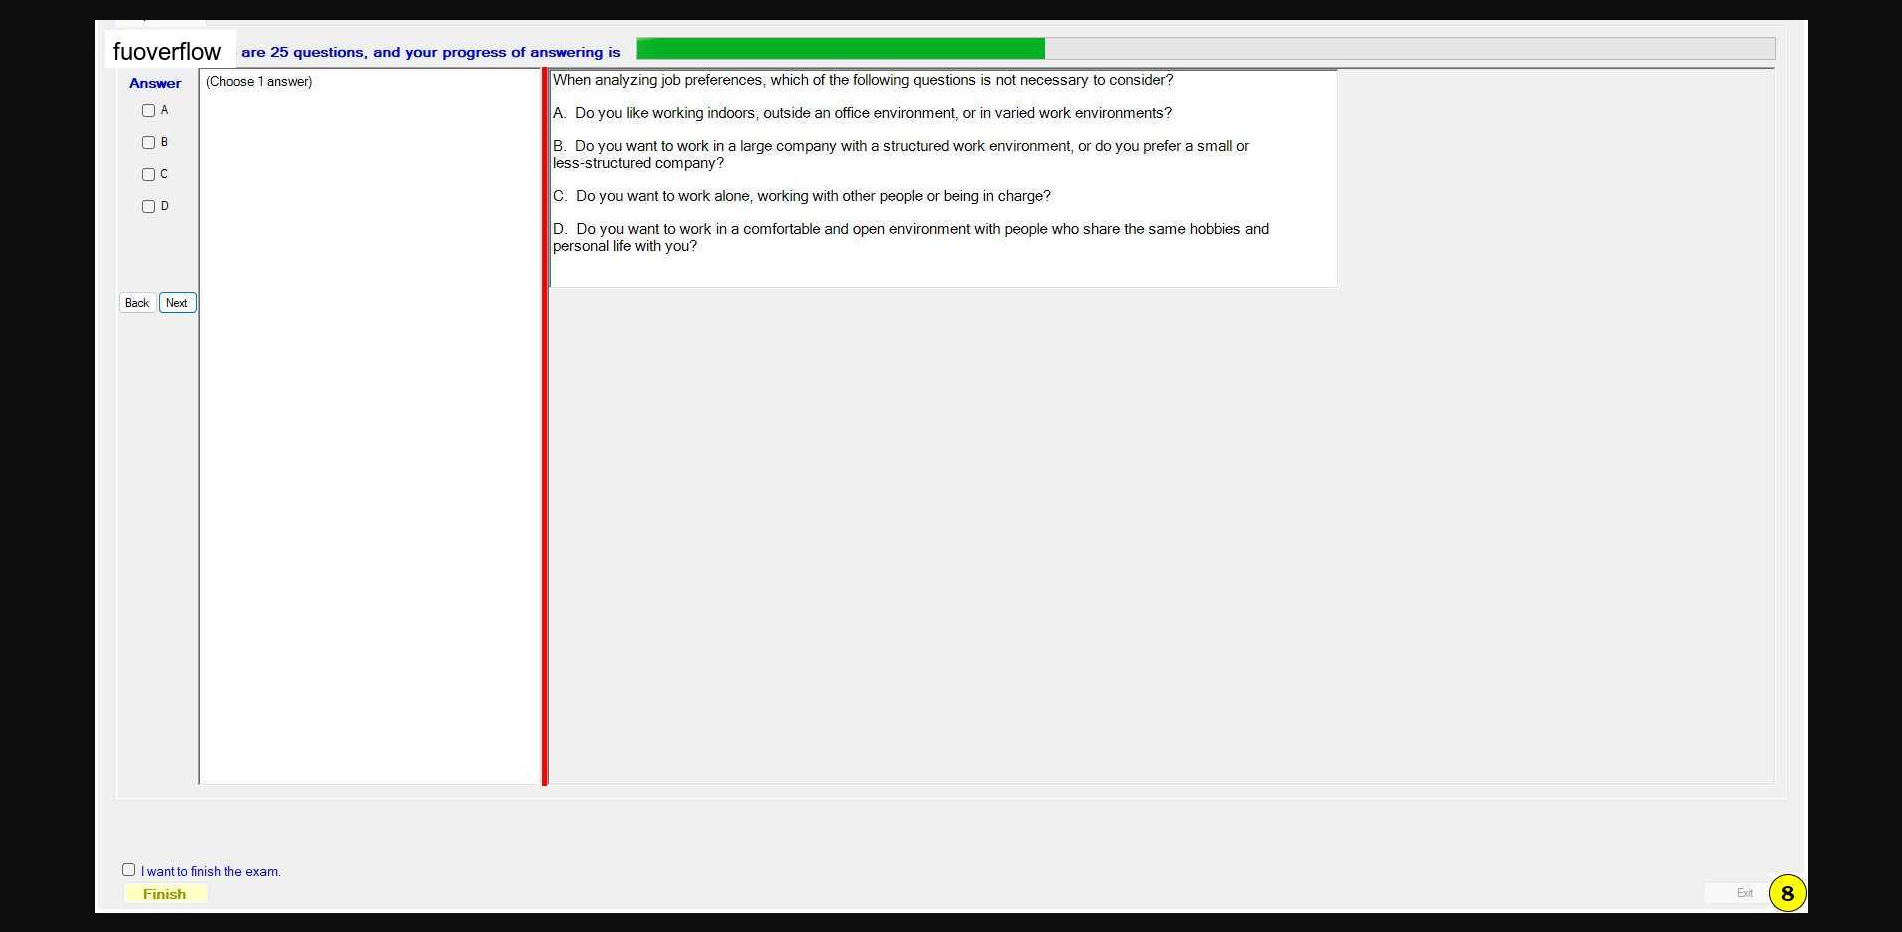 fuoverflow are 25 questions, and your progress of answering is
Answer
(Choose 1 answer)
A
B
C
D
Back Next
When analyzing job preferences, which of the following questions is not necessary to consider?
A. Do you like working indoors, outside an office environment, or in varied work environments?
B. Do you want to work in a large company with a structured work environment, or do you prefer a small or
less-structured company?
C. Do you want to work alone, working with other people or being in charge?
D. Do you want to work in a comfortable and open environment with people who share the same hobbies and
personal life with you?
I want to finish the exam.
Finish
Exit
8